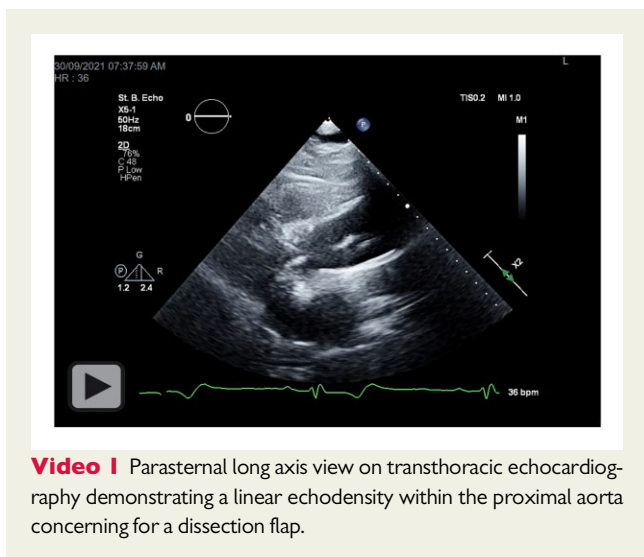 30/09/2021 07:37:59 AM
HR : 36
L
St. B. Echo
X5-1
50Hz
18cm
0
TIS0.2 MI 1.0
M1
2D
76%
C 48
P Low
HPen
G
P R
1.2 2.4
X2
P
36 bpm
Video 1 Parasternal long axis view on transthoracic echocardiog-
raphy demonstrating a linear echodensity within the proximal aorta
concerning for a dissection flap.